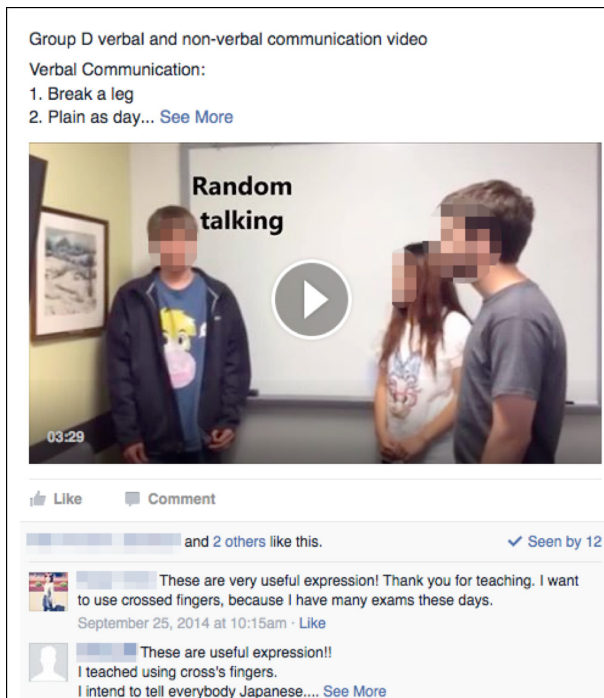 Group D verbal and non-verbal communication video
Verbal Communication:
1. Break a leg
2. Plain as day... See More
Random
talking
03:29
Like Comment
and 2 others like this. Seen by 12
These are very useful expression! Thank you for teaching. I want
to use crossed fingers, because I have many exams these days.
September 25, 2014 at 10:15am · Like
These are useful expression!!
I teached using cross's fingers.
I intend to tell everybody Japanese.... See More